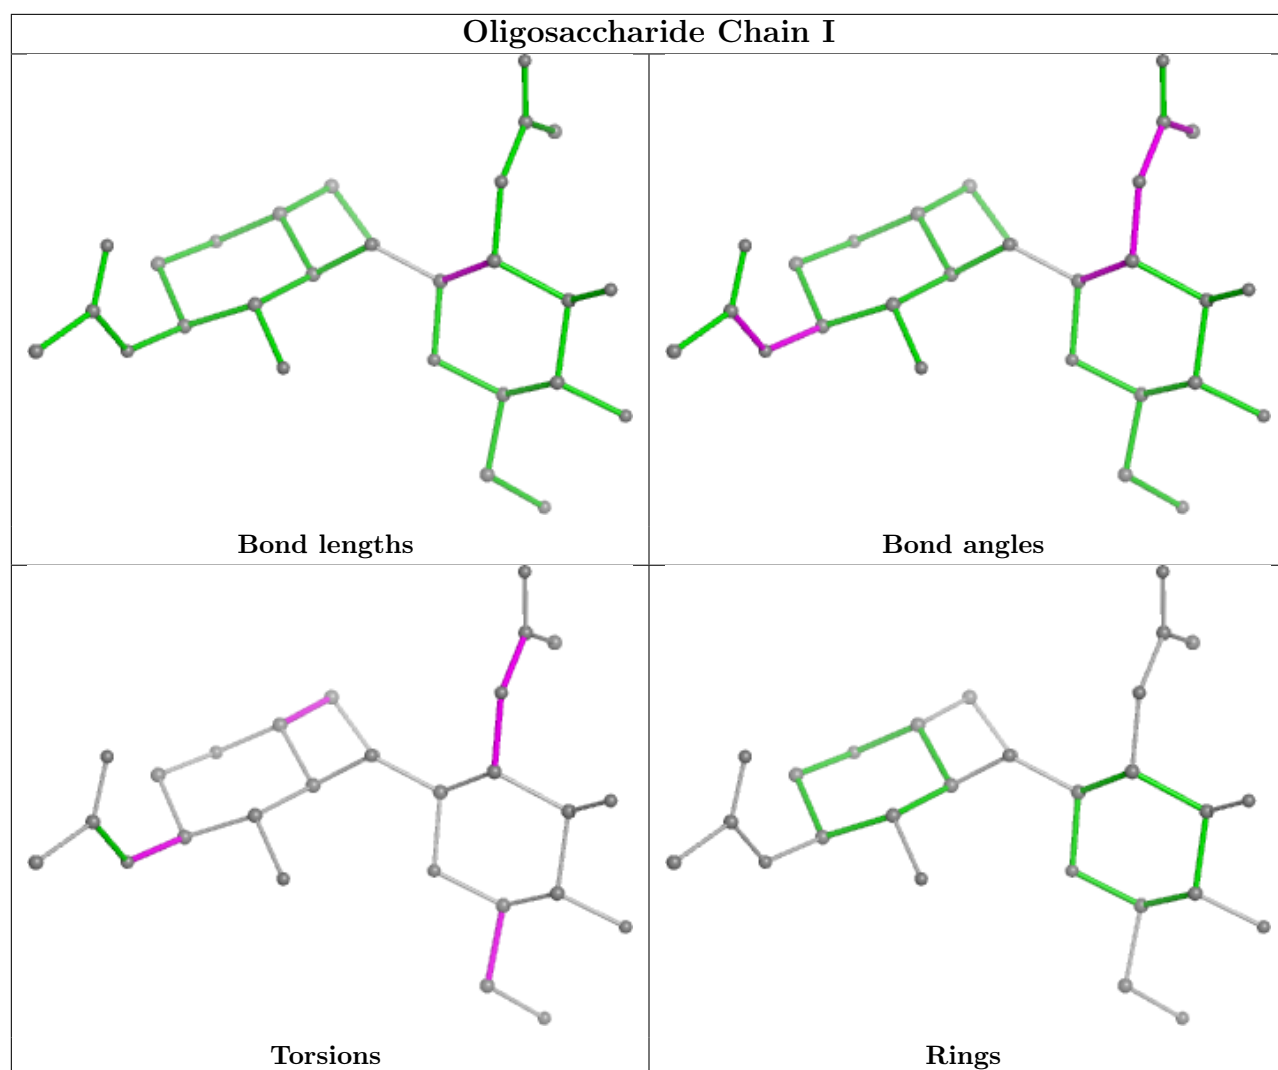 Oligosaccharide Chain I
Bond lengths
Bond angles
Torsions
Rings